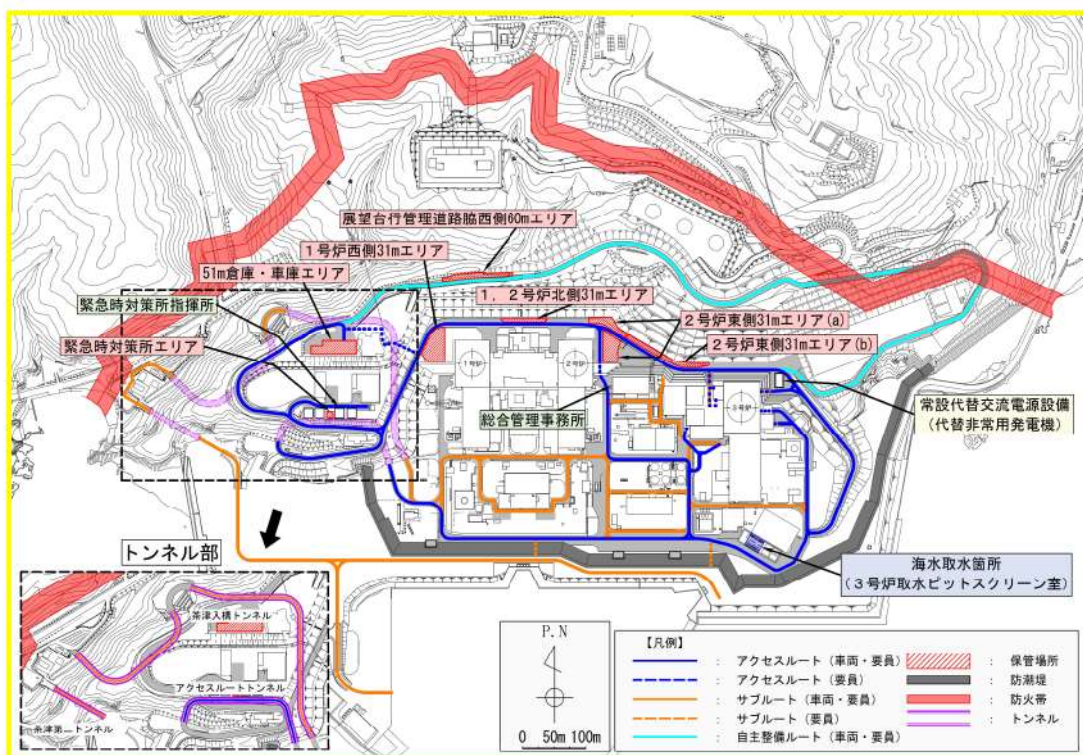 展望台行管理道路脇西側60mエリア
1号炉西側31mエリア
51m倉庫・車庫エリア
1，2号炉北側31mエリア
緊急時対策所指揮所
2号炉東側31mエリア(a)
緊急時対策所エリア
2号炉東側31mエリア(b)
1号炉
2号炉
3号炉
総合管理事務所
常設代替交流電源設備
（代替非常用発電機）
トンネル部
海水取水箇所
（3号炉取水ピットスクリーン室）
茶津入構トンネル
アクセスルートトンネル
茶津第二トンネル
P.N
0 50m 100m
【凡例】
： アクセスルート（車両・要員）
： アクセスルート（要員）
： サブルート（車両・要員）
： サブルート（要員）
： 自主整備ルート（車両・要員）
： 保管場所
： 防潮堤
： 防火帯
： トンネル